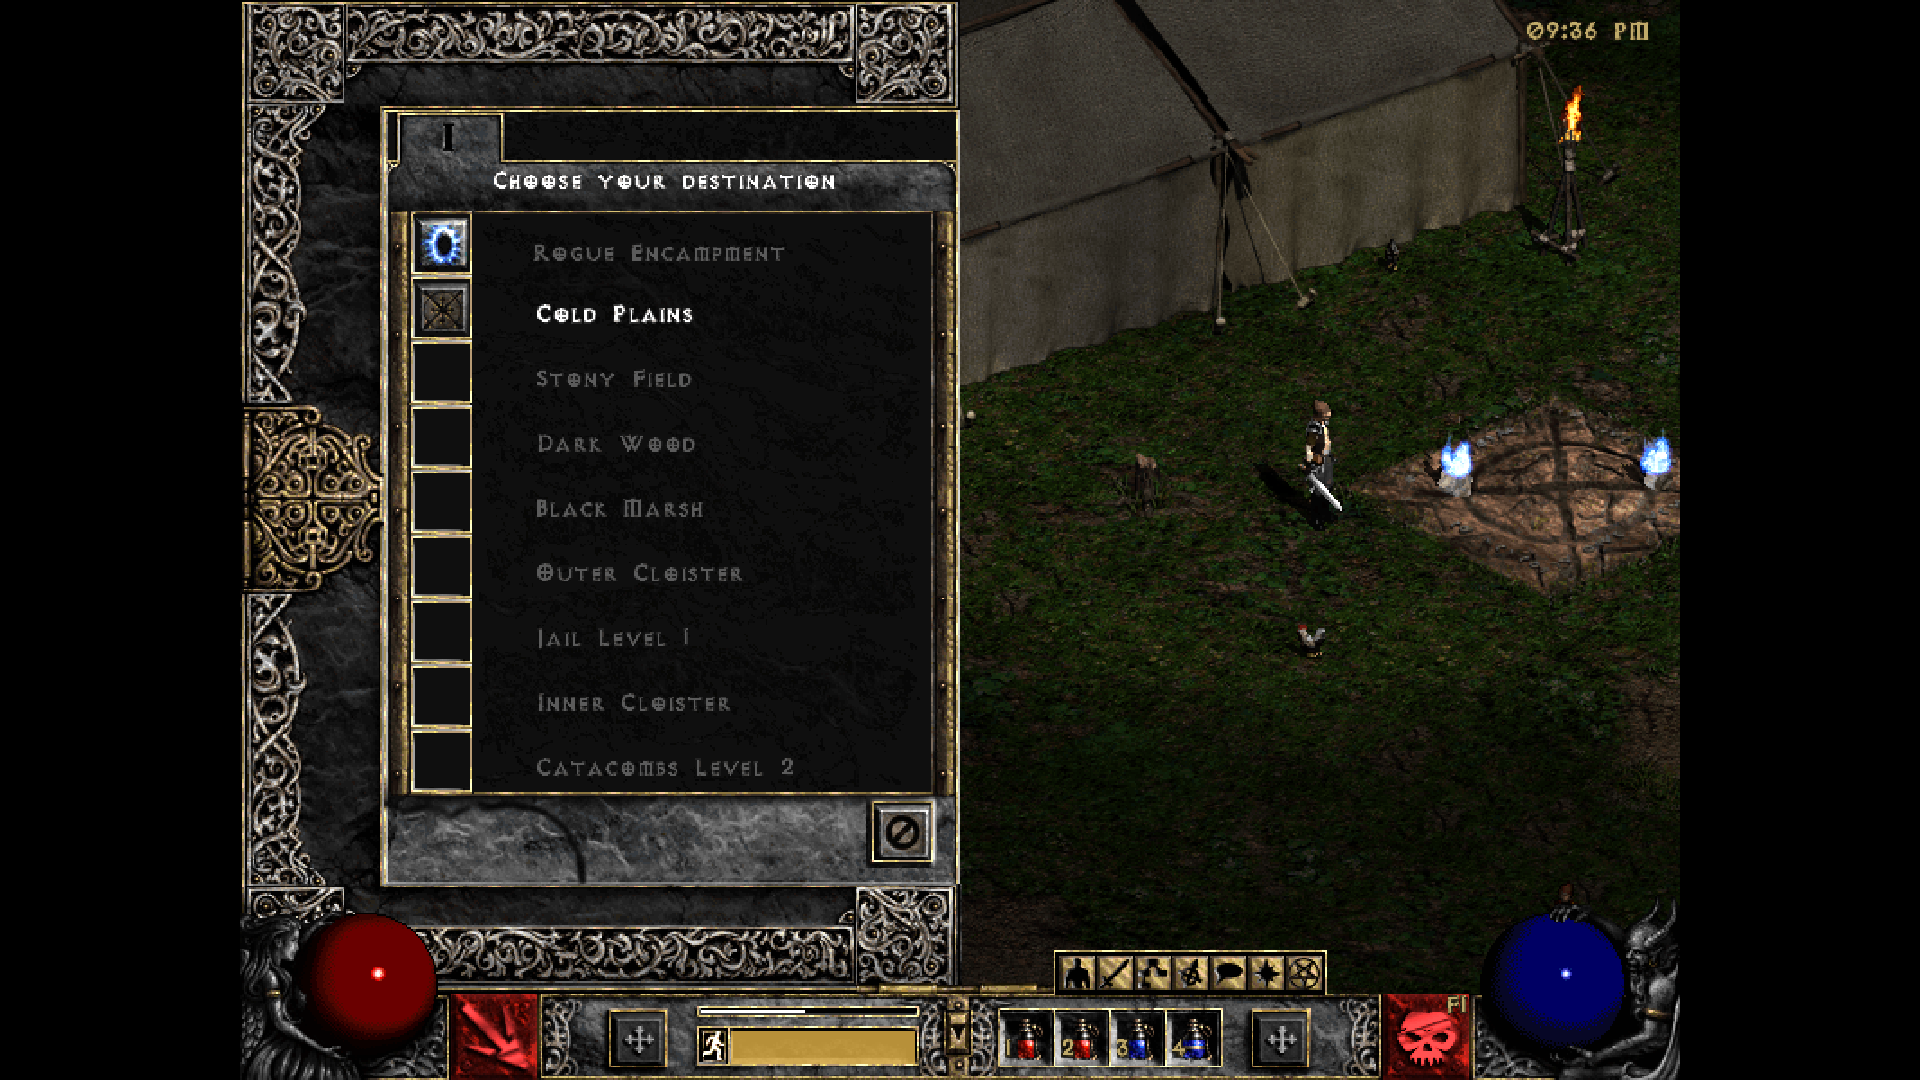 09:36 PM
I
Choose your destination
Rogue Encampment
Cold Plains
Stony Field
Dark Wood
Black Marsh
Outer Cloister
Jail Level 1
Inner Cloister
Catacombs Level 2
F1
1 2 3 4